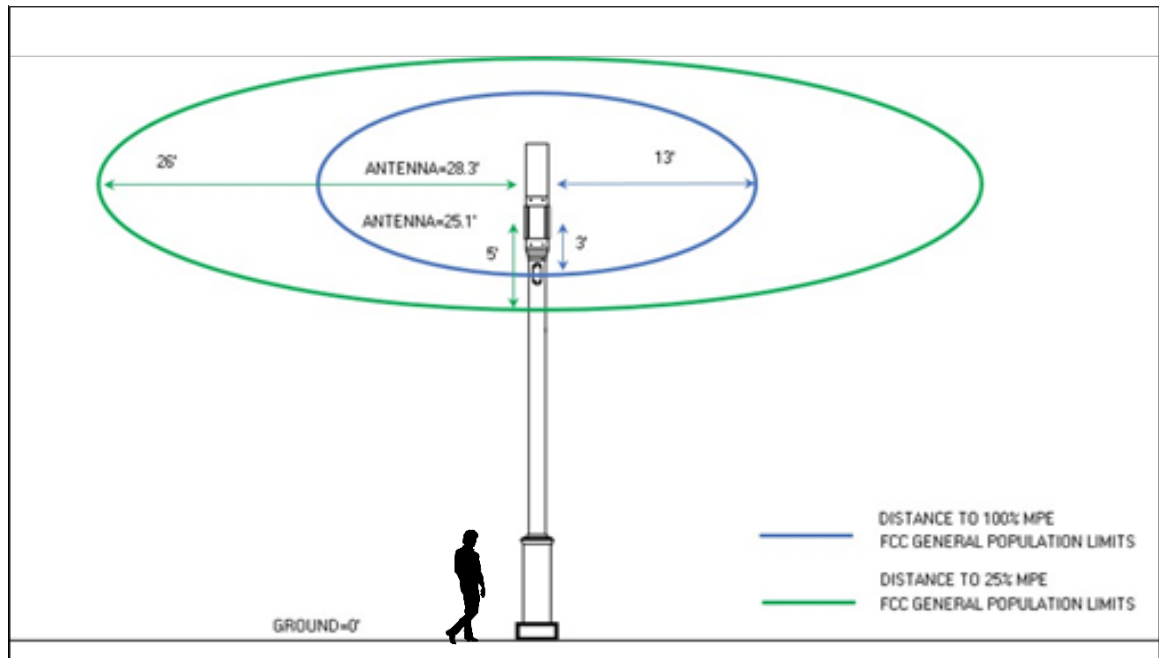 26'
ANTENNA=28.3'
13'
ANTENNA=25.1"
5'
3'
DISTANCE TO 100% MPE
FCC GENERAL POPULATION LIMITS
DISTANCE TO 25% MPE
FCC GENERAL POPULATION LIMITS
GROUND=0'